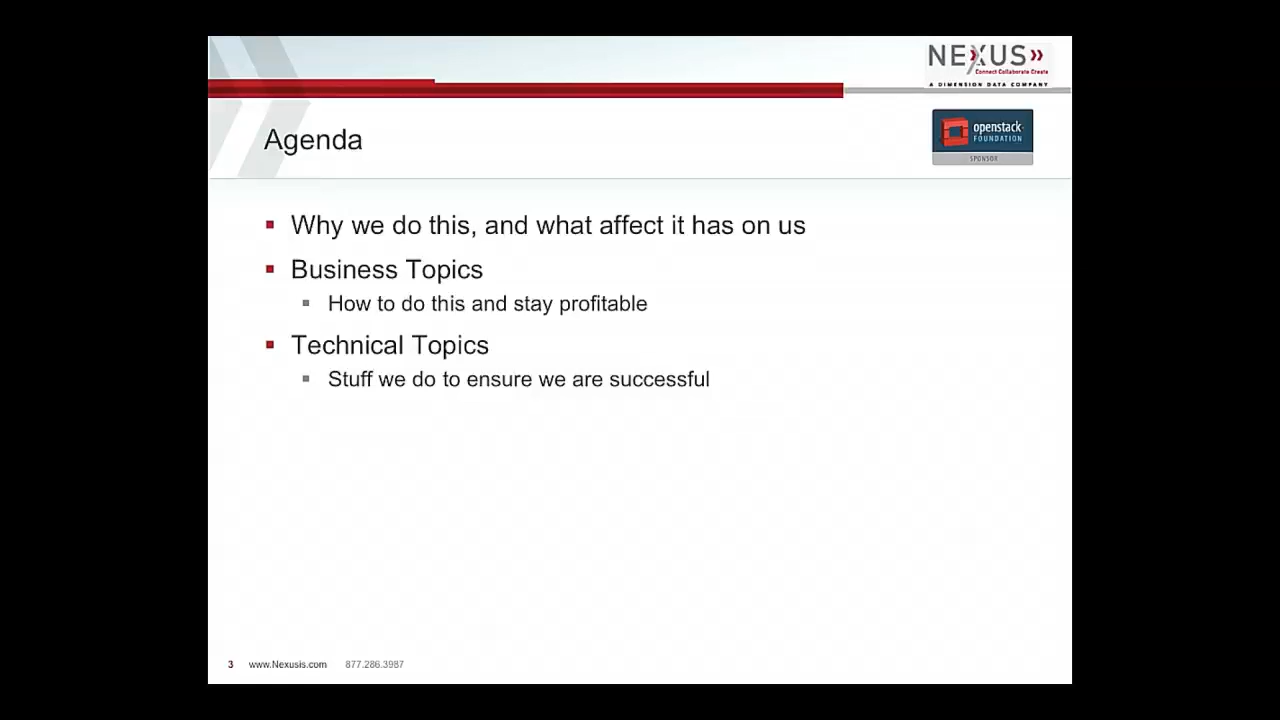 NEXUS
Connect Collaborate Create
A DIMENSION DATA COMPANY
Agenda
openstack
FOUNDATION
SPONSOR
Why we do this, and what affect it has on us
Business Topics
How to do this and stay profitable
Technical Topics
Stuff we do to ensure we are successful
3 www.Nexusis.com 877.286.3987